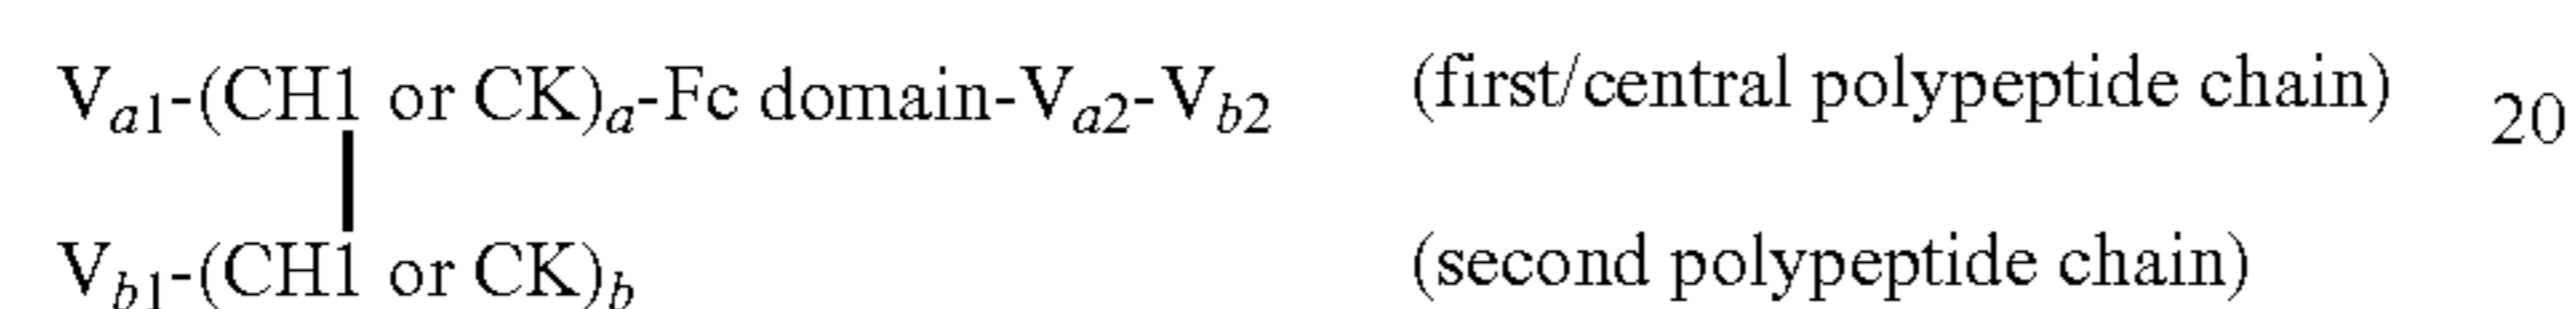 Va1-(CH1 or CK)a-Fc domain-Va2-Vb2 (first/central polypeptide chain) 20
Vb1-(CH1 or CK)b (second polypeptide chain)